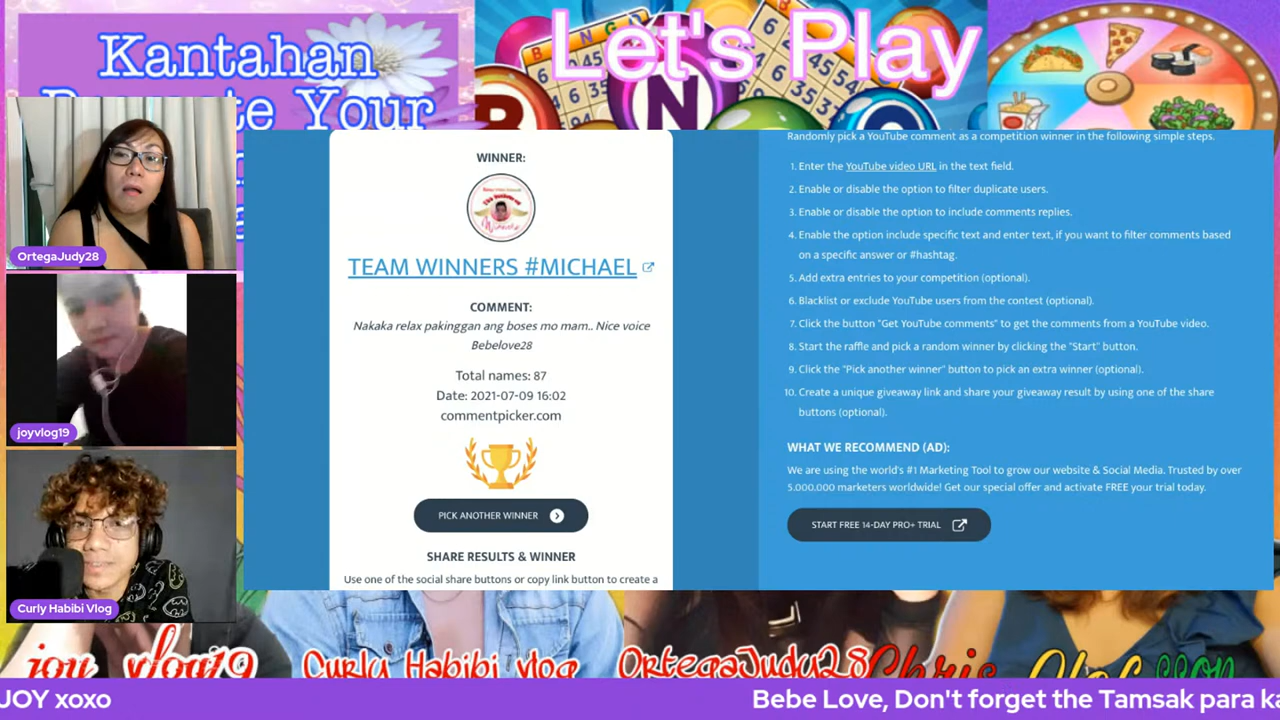 Kantahan
Promote Your
Let's Play
B I N G O
N
OrtegaJudy28
joyvlog19
Curly Habibi Vlog
WINNER:
TEAM WINNERS #MICHAEL
COMMENT:
Nakaka relax pakinggan ang boses mo mam.. Nice voice
Bebelove28
Total names: 87
Date: 2021-07-09 16:02
commentpicker.com
PICK ANOTHER WINNER
SHARE RESULTS & WINNER
Use one of the social share buttons or copy link button to create a
Randomly pick a YouTube comment as a competition winner in the following simple steps.
1. Enter the YouTube video URL in the text field.
2. Enable or disable the option to filter duplicate users.
3. Enable or disable the option to include comments replies.
4. Enable the option include specific text and enter text, if you want to filter comments based
on a specific answer or #hashtag.
5. Add extra entries to your competition (optional).
6. Blacklist or exclude YouTube users from the contest (optional).
7. Click the button "Get YouTube comments" to get the comments from a YouTube video.
8. Start the raffle and pick a random winner by clicking the "Start" button.
9. Click the "Pick another winner" button to pick an extra winner (optional).
10. Create a unique giveaway link and share your giveaway result by using one of the share
buttons (optional).
WHAT WE RECOMMEND (AD):
We are using the world's #1 Marketing Tool to grow our website & Social Media. Trusted by over
5.000.000 marketers worldwide! Get our special offer and activate FREE your trial today.
START FREE 14-DAY PRO+ TRIAL
joy vlog19
Curly Habibi vlog
OrtegaJudy28
Chris
JOY xoxo
Bebe Love, Don't forget the Tamsak para ka